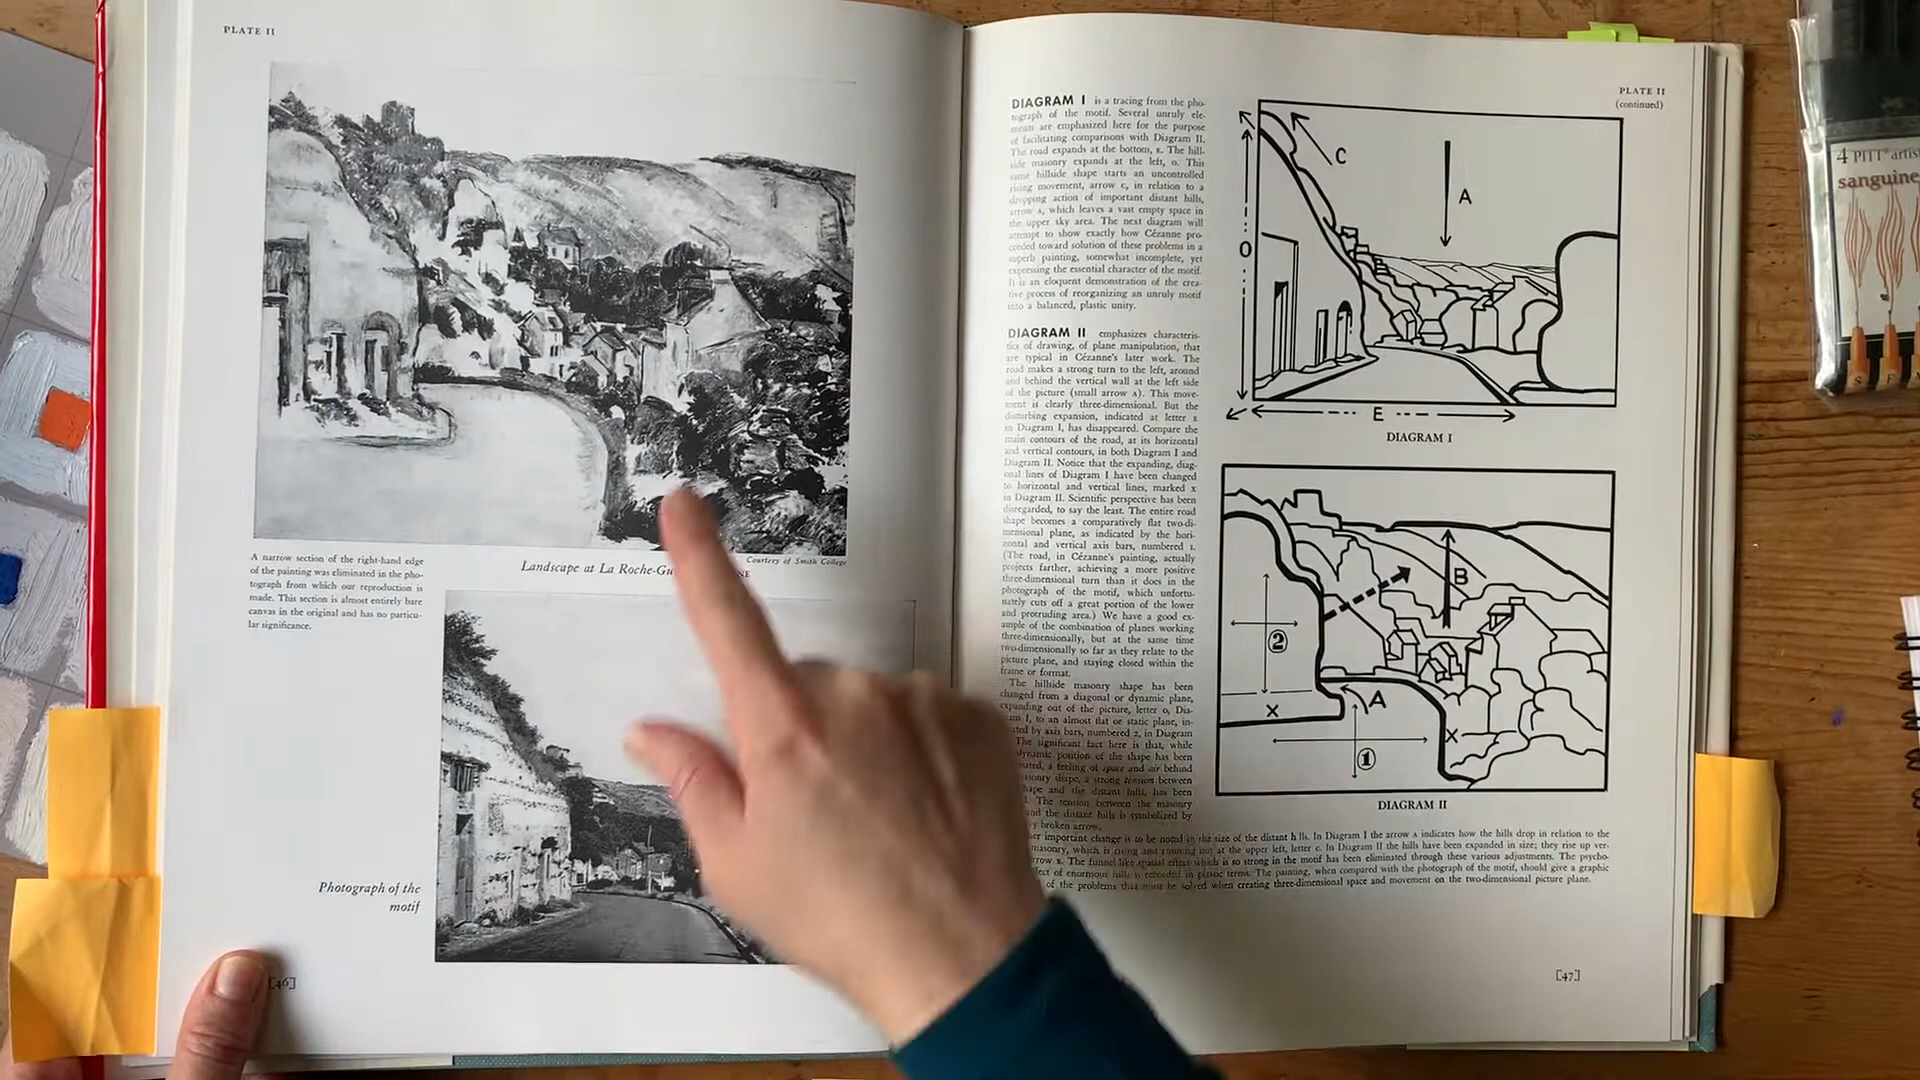 PLATE II
Courtesy of Smith College
Landscape at La Roche-Gu
NE
A narrow section of the right-hand edge
of the painting was eliminated in the pho-
tograph from which our reproduction is
made. This section is almost entirely bare
canvas in the original and has no particu-
lar significance.
Photograph of the
motif
[46]
PLATE II
(continued)
DIAGRAM I is a tracing from the pho-
tograph of the motif. Several unruly ele-
ments are emphasized here for the purpose
of facilitating comparisons with Diagram II.
The road expands at the bottom, E. The hill-
side masonry expands at the left, O. This
same hillside shape starts an uncontrolled
rising movement, arrow C, in relation to a
dropping action of important distant hills,
arrow A, which leaves a vast empty space in
the upper sky area. The next diagram will
attempt to show exactly how Cézanne pro-
ceeded toward solution of these problems in a
superb painting, somewhat incomplete, yet
expressing the essential character of the motif.
It is an eloquent demonstration of the crea-
tive process of reorganizing an unruly motif
into a balanced, plastic unity.
DIAGRAM II emphasizes characteris-
tics of drawing, of plane manipulation, that
are typical in Cézanne's later work. The
road makes a strong turn to the left, around
and behind the vertical wall at the left side
of the picture (small arrow A). This move-
ment is clearly three-dimensional. But the
disturbing expansion, indicated at letter E
in Diagram I, has disappeared. Compare the
main contours of the road, at its horizontal
and vertical contours, in both Diagram I and
Diagram II. Notice that the expanding, diag-
onal lines of Diagram I have been changed
to horizontal and vertical lines, marked X
in Diagram II. Scientific perspective has been
disregarded, to say the least. The entire road
shape becomes a comparatively flat two-di-
mentional plane, as indicated by the hori-
zontal and vertical axis bars, numbered 1.
(The road, in Cézanne's painting, actually
projects farther, achieving a more positive
three-dimensional turn than it does in the
photograph of the motif, which unfortu-
nately cuts off a great portion of the lower
and protruding area.) We have a good ex-
ample of the combination of planes working
three-dimensionally, but at the same time
two-dimensionally so far as they relate to the
picture plane, and staying closed within the
frame or format.
The hillside masonry shape has been
changed from a diagonal or dynamic plane,
expanding out of the picture, letter O, Dia-
am I, to an almost flat or static plane, in-
ated by axis bars, numbered 2, in Diagram
The significant fact here is that, while
dynamic position of the shape has been
uted, a feeling of space and air behind
sonry shape, a strong tension between
hape and the distant hills, has been
The tension between the masonry
and the distant hills is symbolized by
y broken arrow.
er important change is to be noted in the size of the distant hills. In Diagram I the arrow A indicates how the hills drop in relation to the
masonry, which is rising and running out at the upper left, letter C. In Diagram II the hills have been expanded in size; they rise up ver-
rrow B. The funnel-like spatial effect which is so strong in the motif has been eliminated through these various adjustments. The psycho-
ject of enormous hills is recorded in plastic terms. The painting, when compared with the photograph of the motif, should give a graphic
of the problems that must be solved when creating three-dimensional space and movement on the two-dimensional picture plane.
C
A
O
E
DIAGRAM I
B
2
X
A
X
1
DIAGRAM II
[47]
4 PITT artis
sanguine
S F